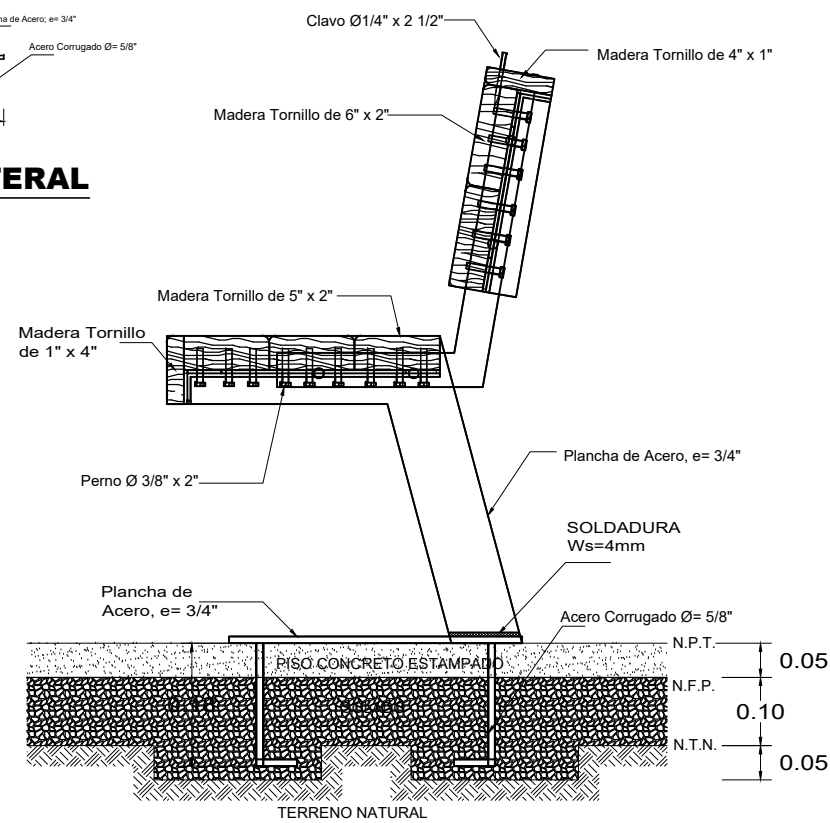 Acero; e= 3/4"
Acero Corrugado Ø= 5/8"
Clavo Ø1/4" x 2 1/2"
Madera Tornillo de 4" x 1"
Madera Tornillo de 6" x 2"
Madera Tornillo de 5" x 2"
Madera Tornillo
de 1" x 4"
Perno Ø 3/8" x 2"
Plancha de Acero, e= 3/4"
SOLDADURA
Ws=4mm
Plancha de
Acero, e= 3/4"
Acero Corrugado Ø= 5/8"
N.P.T.
PISO CONCRETO ESTAMPADO
0.05
N.F.P.
0.10
N.T.N.
0.05
TERRENO NATURAL